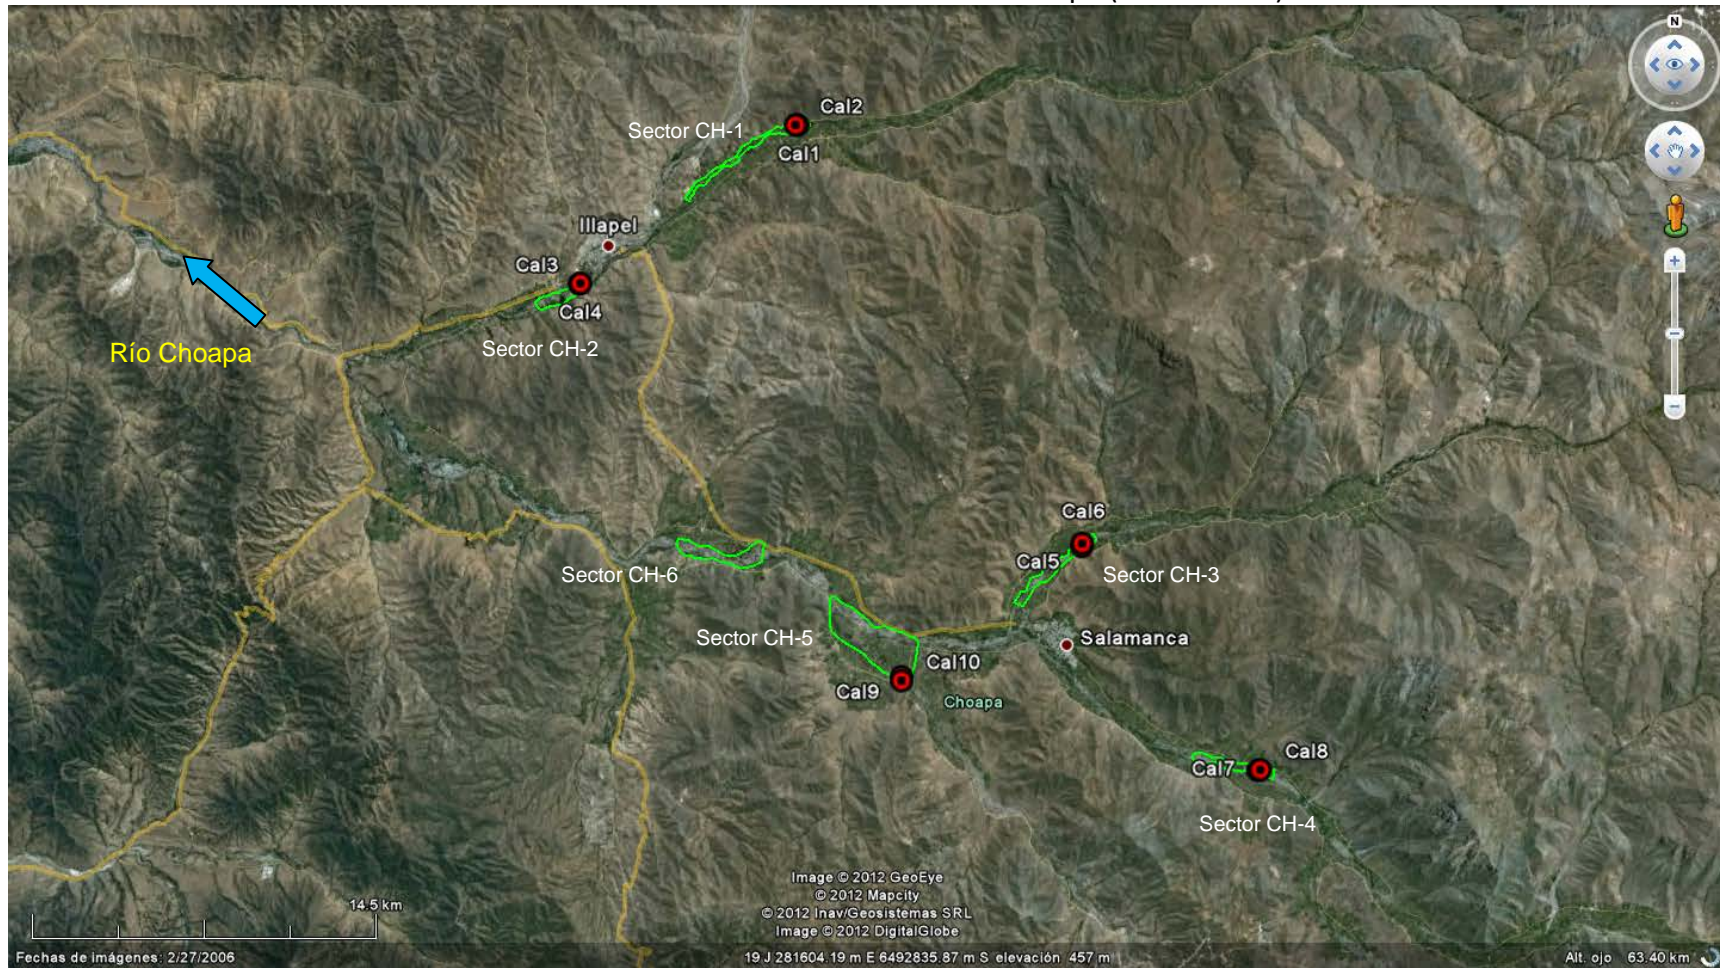 N
Cal2
Sector CH-1
Cal1
Illapel
Cal3
Cal4
Sector CH-2
Río Choapa
Cal6
Cal5
Sector CH-3
Sector CH-6
Sector CH-5
Salamanca
Cal10
Cal9
Choapa
Cal8
Cal7
Sector CH-4
Image © 2012 GeoEye
© 2012 Mapcity
© 2012 Inav/Geosistemas SRL
Image © 2012 DigitalGlobe
14.5 km
Fechas de imágenes: 2/27/2006
19 J 281604.19 m E 6492835.87 m S elevación 457 m
Alt. ojo 63.40 km